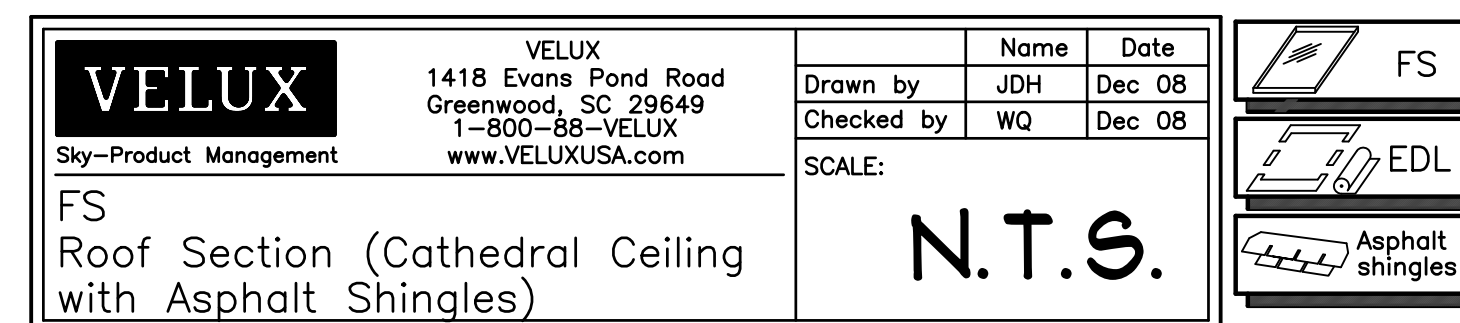 VELUX
Sky-Product Management
VELUX
1418 Evans Pond Road
Greenwood, SC 29649
1-800-88-VELUX
www.VELUXUSA.com
FS
Roof Section (Cathedral Ceiling
with Asphalt Shingles)
Name Date
Drawn by JDH Dec 08
Checked by WQ Dec 08
SCALE:
N.T.S.
FS
EDL
Asphalt
shingles